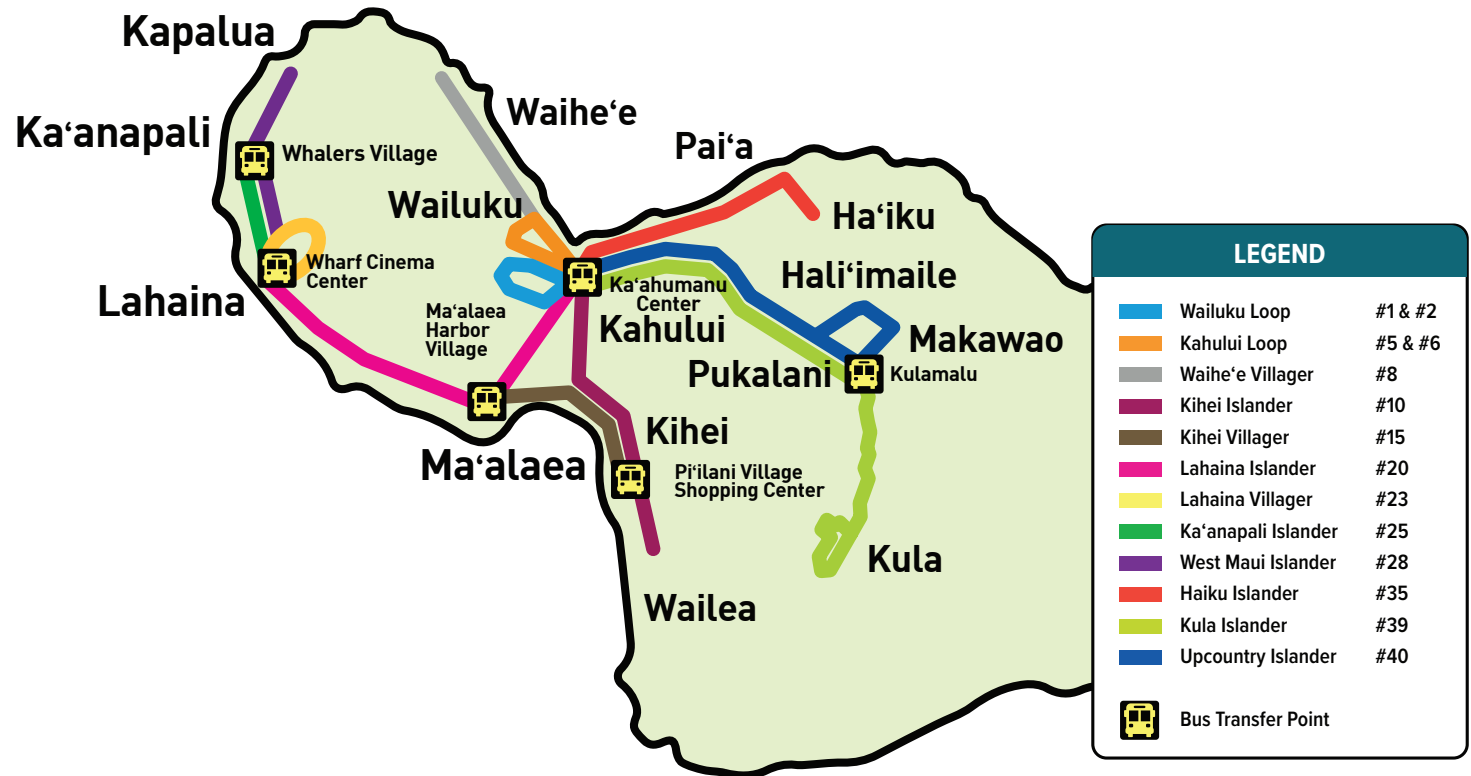 Kapalua
Ka‘anapali
Whalers Village
Waihe‘e
Pai‘a
Wailuku
Ha‘iku
Wharf Cinema
Center
Lahaina
Ka‘ahumanu
Center
Hali‘imaile
Ma‘alaea
Harbor
Village
Kahului
Makawao
Pukalani
Kulamalu
Kihei
Ma‘alaea
Pi‘ilani Village
Shopping Center
Kula
Wailea
LEGEND
Wailuku Loop #1 & #2
Kahului Loop #5 & #6
Waihe‘e Villager #8
Kihei Islander #10
Kihei Villager #15
Lahaina Islander #20
Lahaina Villager #23
Ka‘anapali Islander #25
West Maui Islander #28
Haiku Islander #35
Kula Islander #39
Upcountry Islander #40
Bus Transfer Point